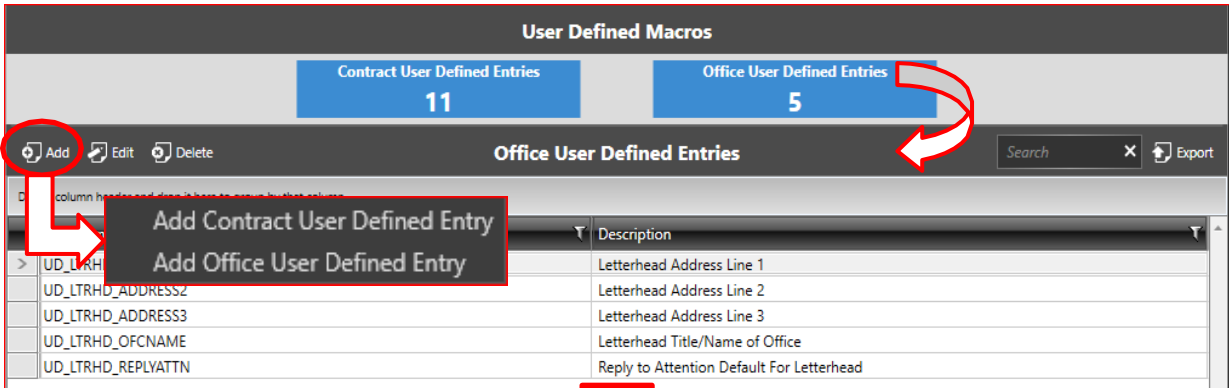 User Defined Macros
Contract User Defined Entries
11
Office User Defined Entries
5
Add Edit Delete
Office User Defined Entries
Search
Export
column header and drop it here to group by that column
Add Contract User Defined Entry
Add Office User Defined Entry
Description
Letterhead Address Line 1
UD_LTRHD_ADDRESS2 Letterhead Address Line 2
UD_LTRHD_ADDRESS3 Letterhead Address Line 3
UD_LTRHD_OFCNAME Letterhead Title/Name of Office
UD_LTRHD_REPLYATTN Reply to Attention Default For Letterhead